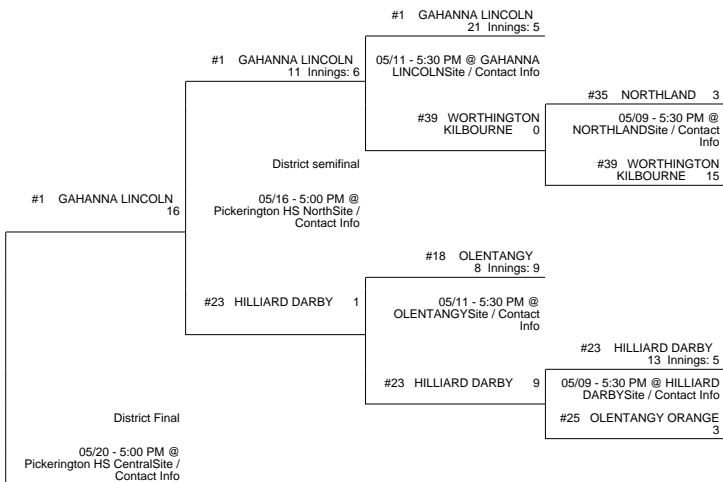 #1 GAHANNA LINCOLN
21 Innings: 5
#1 GAHANNA LINCOLN
11 Innings: 6
05/11 - 5:30 PM @ GAHANNA
LINCOLNSite / Contact Info
#35 NORTHLAND 3
#39 WORTHINGTON
KILBOURNE 0
05/09 - 5:30 PM @
NORTHLANDSite / Contact
Info
District semifinal
#39 WORTHINGTON
KILBOURNE 15
#1 GAHANNA LINCOLN
16
05/16 - 5:00 PM @
Pickerington HS NorthSite /
Contact Info
#18 OLENTANGY
8 Innings: 9
#23 HILLIARD DARBY 1
05/11 - 5:30 PM @
OLENTANGYSite / Contact
Info
#23 HILLIARD DARBY
13 Innings: 5
#23 HILLIARD DARBY 9
05/09 - 5:30 PM @ HILLIARD
DARBYSite / Contact Info
District Final
#25 OLENTANGY ORANGE
3
05/20 - 5:00 PM @
Pickerington HS CentralSite /
Contact Info